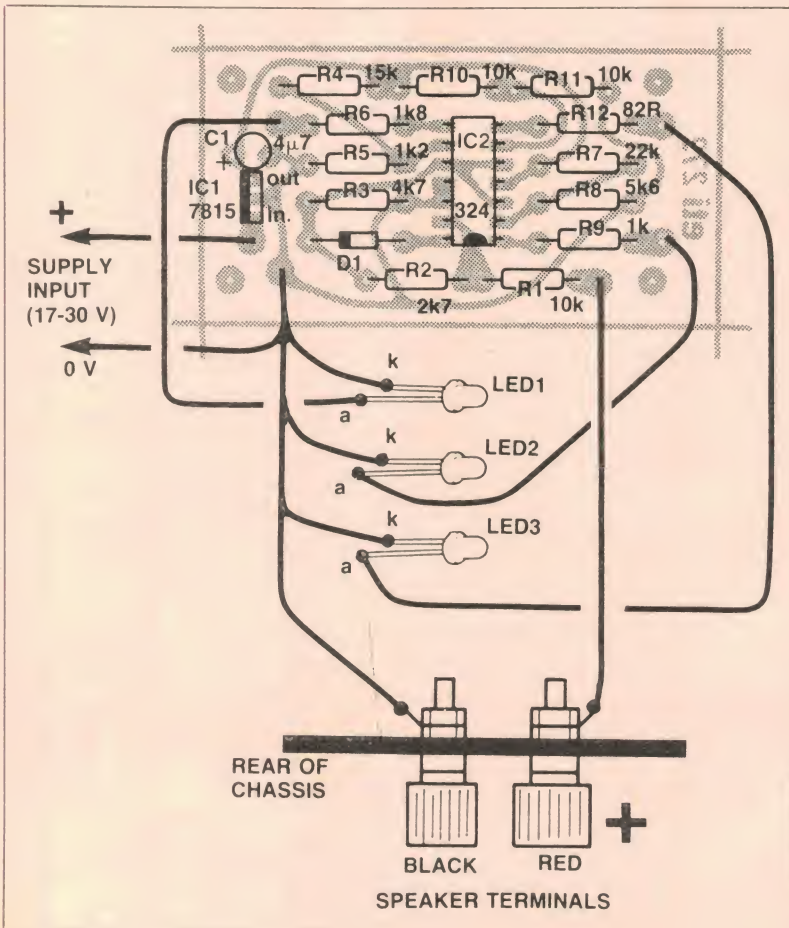 R4 15k R10 10k R11 10k
R6 1k8 R12 82R
C1 4μ7 IC2
+ R5 1k2 R7 22k
IC1 out R3 4k7 R8 5k6
7815 in. 324 R9 1k
+
D1 R2 R1
2k7 10k
SUPPLY
INPUT
(17-30 V)
0 V
k
LED1
a
k
LED2
a
k
LED3
a
REAR OF
CHASSIS
+
BLACK RED
SPEAKER TERMINALS